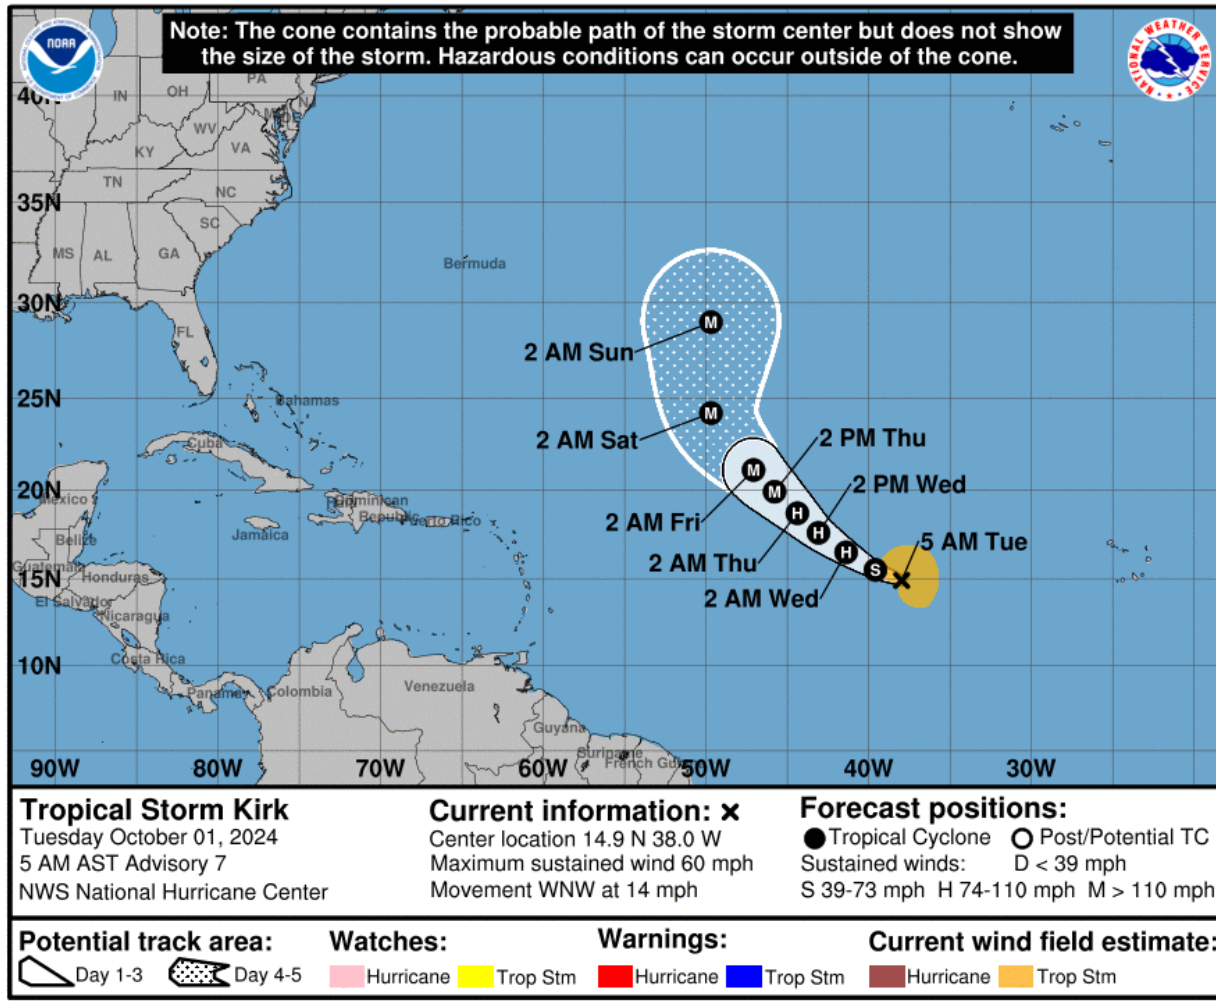 Note: The cone contains the probable path of the storm center but does not show
the size of the storm. Hazardous conditions can occur outside of the cone.
NOAA
NATIONAL WEATHER SERVICE
40N
IN
OH
PA
NJ
WV
KY
VA
TN
NC
35N
SC
MS
AL
GA
Bermuda
30N
FL
2 AM Sun
25N
Bahamas
2 AM Sat
2 PM Thu
Cuba
20N
2 PM Wed
Mexico
Dominican
Republic
Puerto Rico
2 AM Fri
Jamaica
Belize
5 AM Tue
2 AM Thu
Guatemala
15N
Honduras
2 AM Wed
El Salvador
Nicaragua
10N
Costa Rica
Panama
Colombia
Venezuela
Guyana
Suriname
French Gu
M
M
M
M
H
H
H
S
90W 80W 70W 60W 50W 40W 30W
Tropical Storm Kirk
Tuesday October 01, 2024
5 AM AST Advisory 7
NWS National Hurricane Center
Current information: ×
Center location 14.9 N 38.0 W
Maximum sustained wind 60 mph
Movement WNW at 14 mph
Forecast positions:
Tropical Cyclone Post/Potential TC
Sustained winds: D < 39 mph
S 39-73 mph H 74-110 mph M > 110 mph
Potential track area:
Day 1-3 Day 4-5
Watches:
Hurricane Trop Stm
Warnings:
Hurricane Trop Stm
Current wind field estimate:
Hurricane Trop Stm